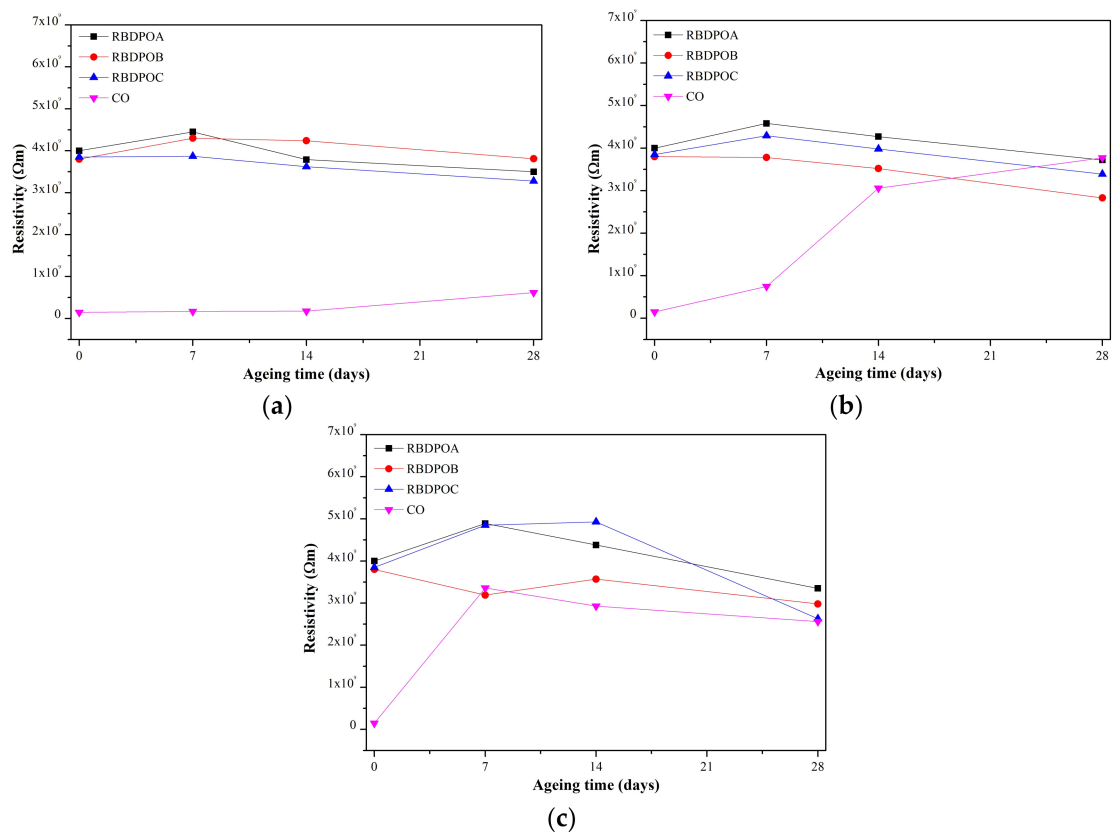 7x10⁹
6x10⁹
5x10⁹
4x10⁹
3x10⁹
2x10⁹
1x10⁹
0
Resistivity (Ωm)
RBDPOA
RBDPOB
RBDPOC
CO
0 7 14 21 28
Ageing time (days)
(a)
7x10⁹
6x10⁹
5x10⁹
4x10⁹
3x10⁹
2x10⁹
1x10⁹
0
Resistivity (Ωm)
RBDPOA
RBDPOB
RBDPOC
CO
0 7 14 21 28
Ageing time (days)
(b)
7x10⁹
6x10⁹
5x10⁹
4x10⁹
3x10⁹
2x10⁹
1x10⁹
0
Resistivity (Ωm)
RBDPOA
RBDPOB
RBDPOC
CO
0 7 14 21 28
Ageing time (days)
(c)